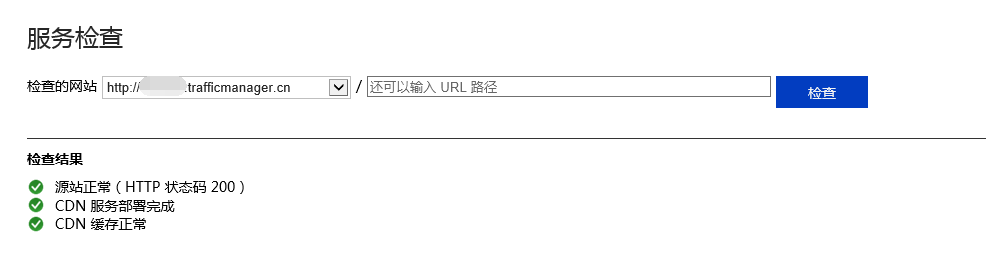 服务检查
检查的网站 http:// .trafficmanager.cn / 还可以输入 URL 路径 检查
检查结果
源站正常 ( HTTP 状态码 200 )
CDN 服务部署完成
CDN 缓存正常